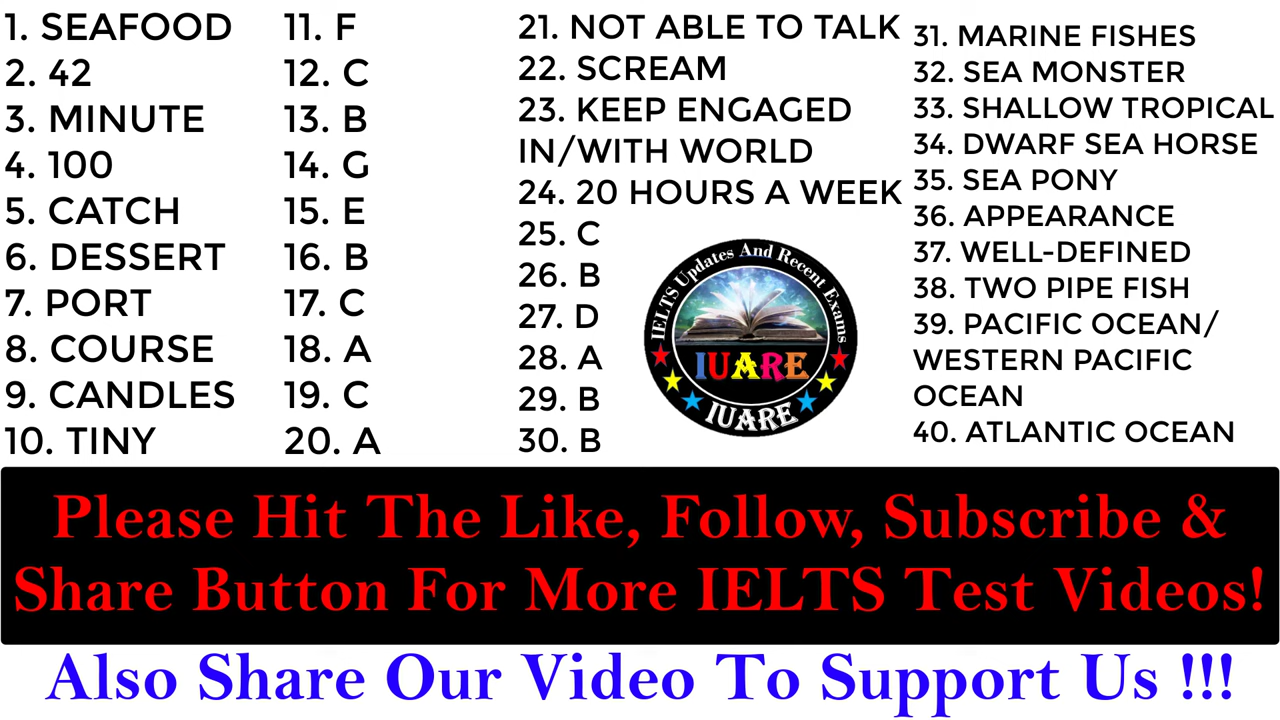 1. SEAFOOD
2. 42
3. MINUTE
4. 100
5. CATCH
6. DESSERT
7. PORT
8. COURSE
9. CANDLES
10. TINY
11. F
12. C
13. B
14. G
15. E
16. B
17. C
18. A
19. C
20. A
21. NOT ABLE TO TALK
22. SCREAM
23. KEEP ENGAGED
IN/WITH WORLD
24. 20 HOURS A WEEK
25. C
26. B
27. D
28. A
29. B
30. B
IELTS Updates And Recent Exams
IUARE
IUARE
31. MARINE FISHES
32. SEA MONSTER
33. SHALLOW TROPICAL
34. DWARF SEA HORSE
35. SEA PONY
36. APPEARANCE
37. WELL-DEFINED
38. TWO PIPE FISH
39. PACIFIC OCEAN/
WESTERN PACIFIC
OCEAN
40. ATLANTIC OCEAN
Please Hit The Like, Follow, Subscribe &
Share Button For More IELTS Test Videos!
Also Share Our Video To Support Us !!!